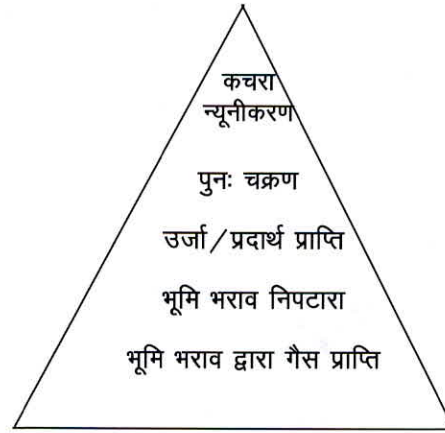 कचरा
न्यूनीकरण
पुनः चक्रण
उर्जा/प्रदार्थ प्राप्ति
भूमि भराव निपटारा
भूमि भराव द्वारा गैस प्राप्ति